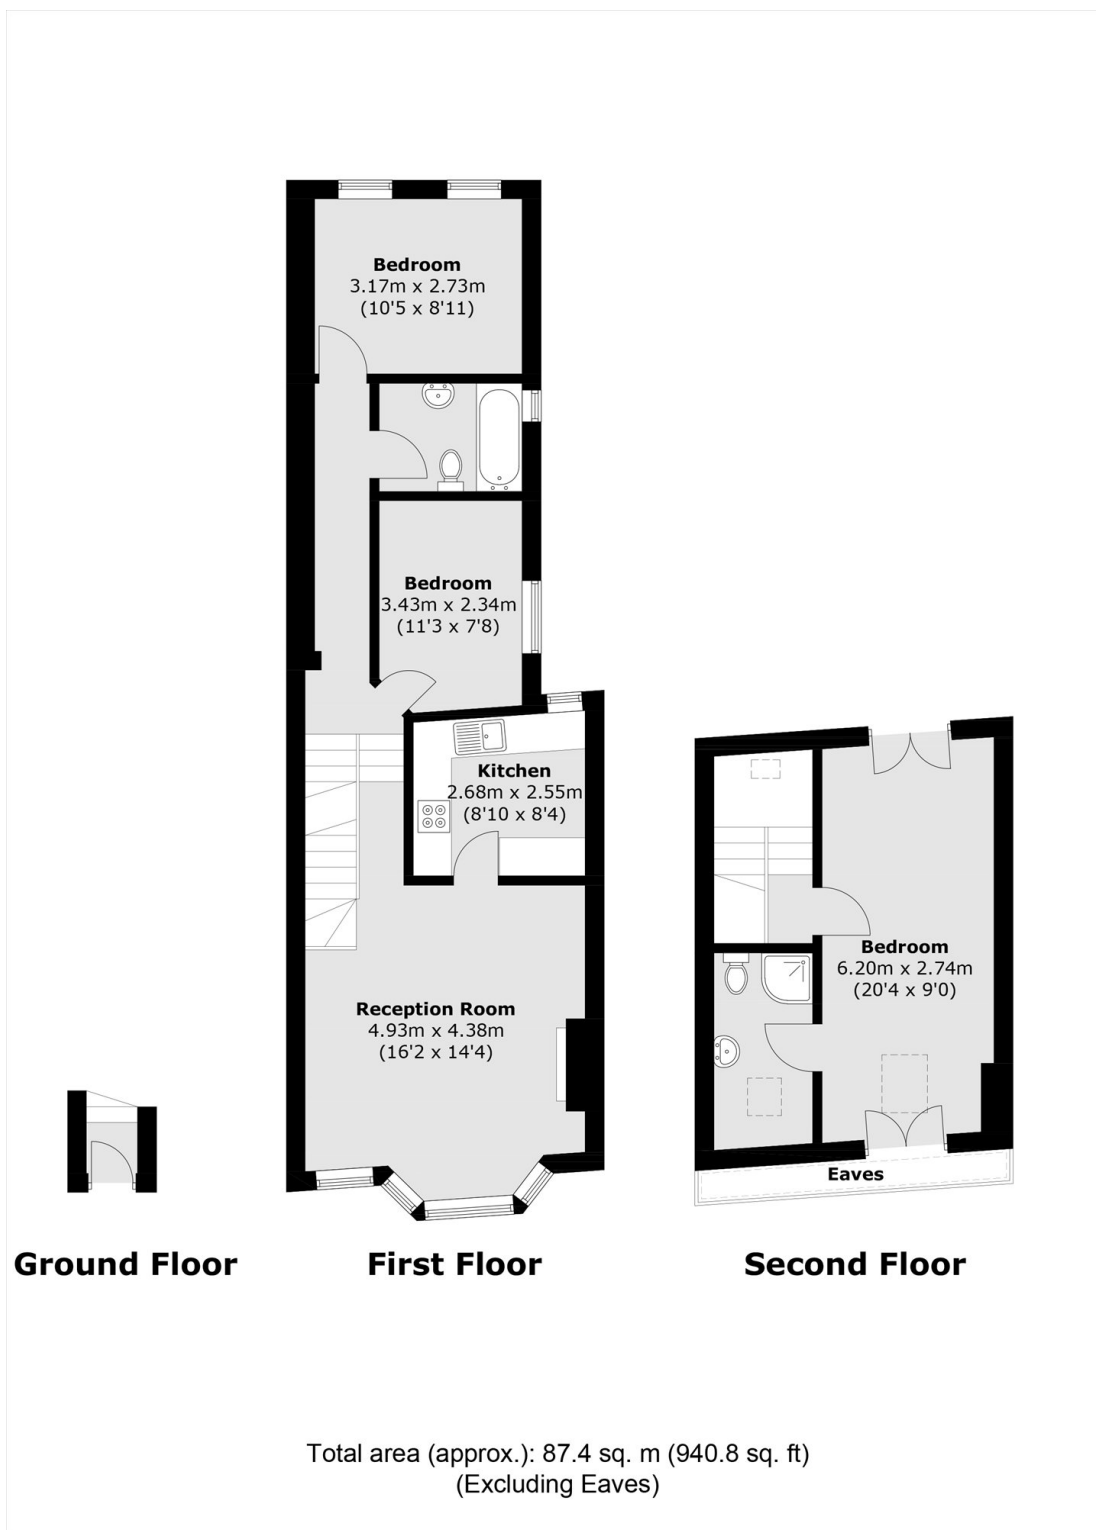 Bedroom
3.17m x 2.73m
(10'5 x 8'11)
Bedroom
3.43m x 2.34m
(11'3 x 7'8)
Kitchen
2.68m x 2.55m
(8'10 x 8'4)
Reception Room
4.93m x 4.38m
(16'2 x 14'4)
Bedroom
6.20m x 2.74m
(20'4 x 9'0)
Eaves
Ground Floor
First Floor
Second Floor
Total area (approx.): 87.4 sq. m (940.8 sq. ft)
(Excluding Eaves)